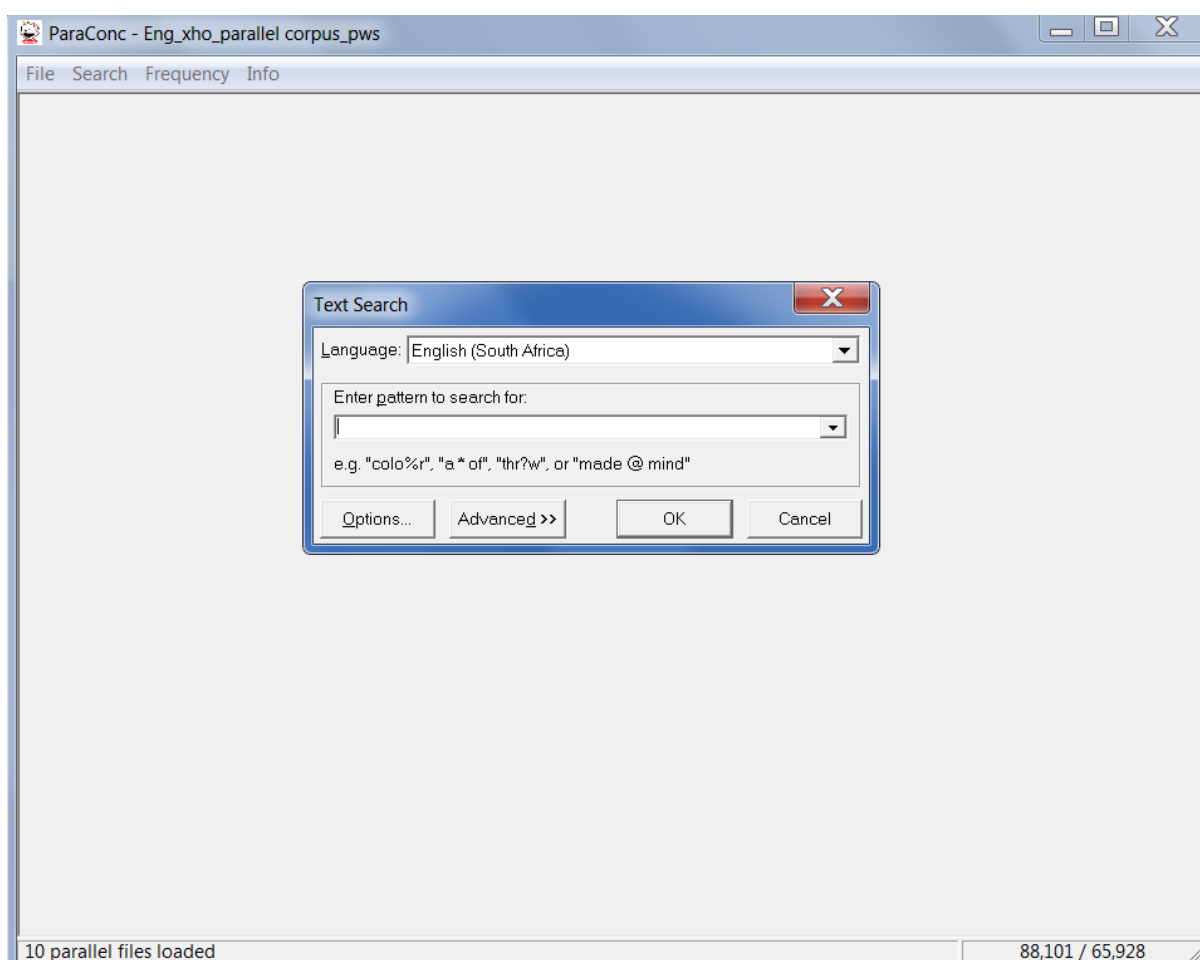 ParaConc - Eng_xho_parallel corpus_pws
File Search Frequency Info
Text Search
Language: English (South Africa)
Enter pattern to search for:
e.g. "colo%r", "a * of", "thr?w", or "made @ mind"
Options... Advanced >> OK Cancel
10 parallel files loaded 88,101 / 65,928